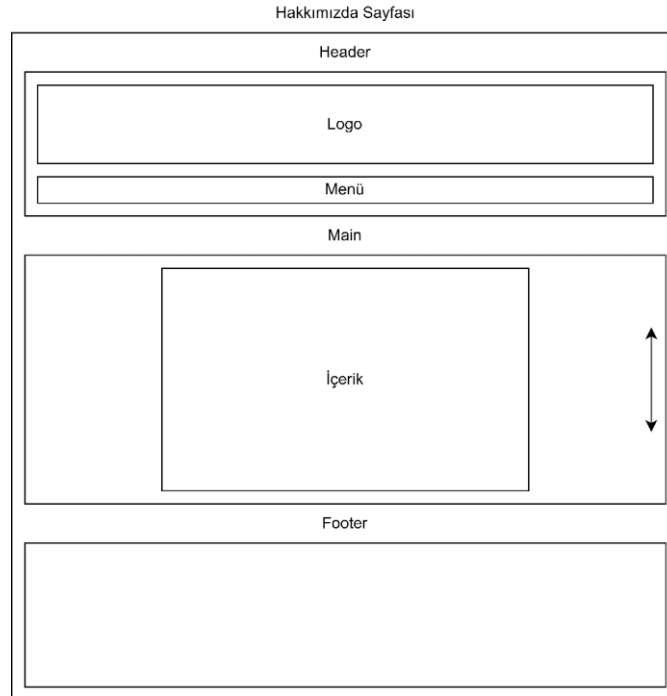 Hakkımızda Sayfası
Header
Logo
Menü
Main
İçerik
Footer